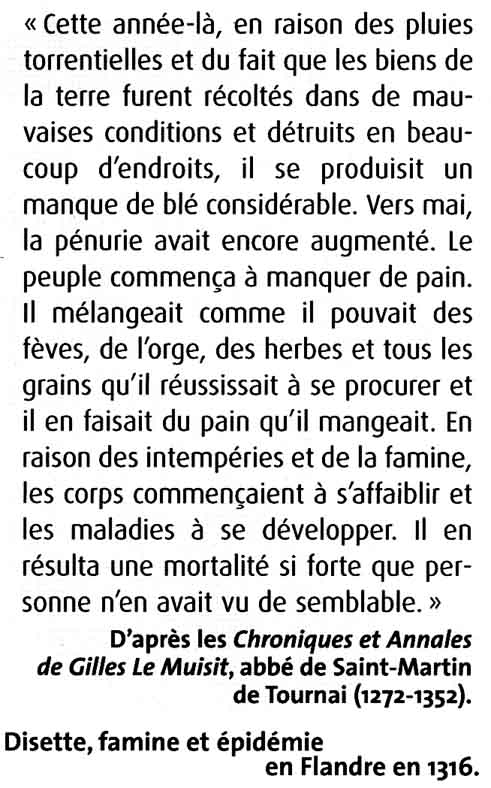 « Cette année-là, en raison des pluies
torrentielles et du fait que les biens de
la terre furent récoltés dans de mau-
vaises conditions et détruits en beau-
coup d'endroits, il se produisit un
manque de blé considérable. Vers mai,
la pénurie avait encore augmenté. Le
peuple commença à manquer de pain.
Il mélangeait comme il pouvait des
fèves, de l'orge, des herbes et tous les
grains qu'il réussissait à se procurer et
il en faisait du pain qu'il mangeait. En
raison des intempéries et de la famine,
les corps commençaient à s'affaiblir et
les maladies à se développer. Il en
résulta une mortalité si forte que per-
sonne n'en avait vu de semblable. »
D'après les Chroniques et Annales
de Gilles Le Muisit, abbé de Saint-Martin
de Tournai (1272-1352).
Disette, famine et épidémie
en Flandre en 1316.